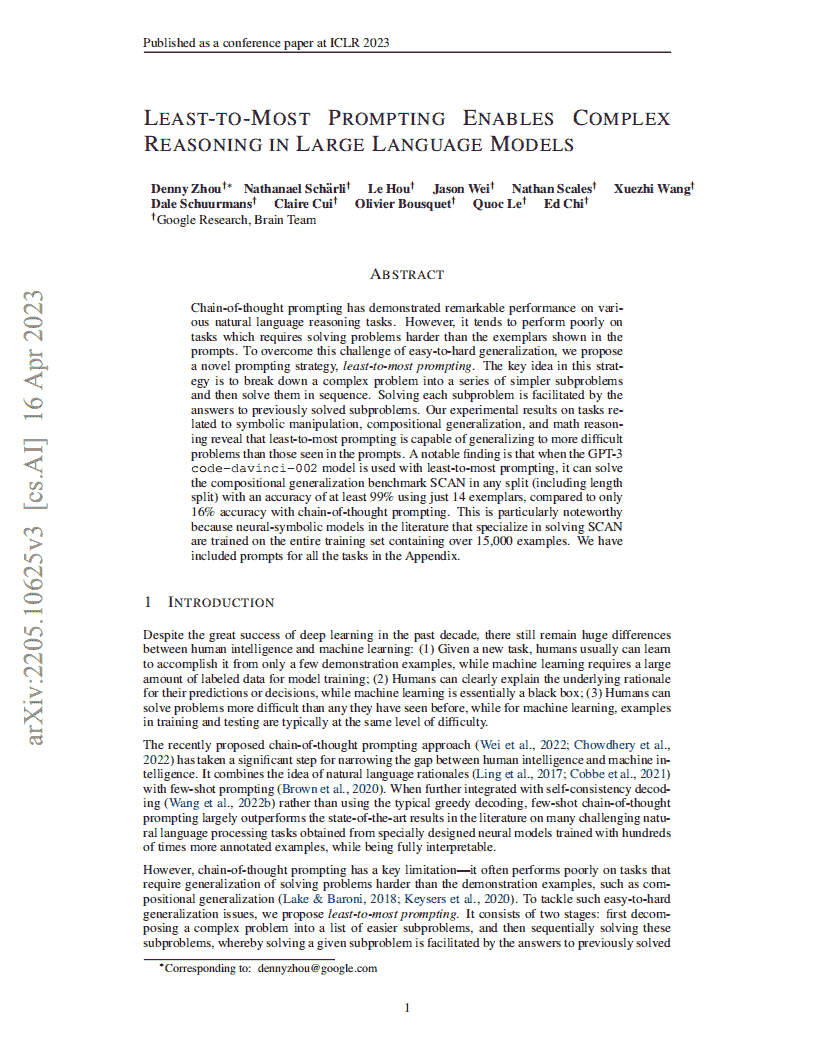 Published as a conference paper at ICLR 2023
LEAST-TO-MOST PROMPTING ENABLES COMPLEX
REASONING IN LARGE LANGUAGE MODELS
Denny Zhou†* Nathanael Schärli† Le Hou† Jason Wei† Nathan Scales† Xuezhi Wang†
Dale Schuurmans† Claire Cui† Olivier Bousquet† Quoc Le† Ed Chi†
†Google Research, Brain Team
ABSTRACT
Chain-of-thought prompting has demonstrated remarkable performance on vari-
ous natural language reasoning tasks. However, it tends to perform poorly on
tasks which requires solving problems harder than the exemplars shown in the
prompts. To overcome this challenge of easy-to-hard generalization, we propose
a novel prompting strategy, least-to-most prompting. The key idea in this strat-
egy is to break down a complex problem into a series of simpler subproblems
and then solve them in sequence. Solving each subproblem is facilitated by the
answers to previously solved subproblems. Our experimental results on tasks re-
lated to symbolic manipulation, compositional generalization, and math reason-
ing reveal that least-to-most prompting is capable of generalizing to more difficult
problems than those seen in the prompts. A notable finding is that when the GPT-3
code-davinci-002 model is used with least-to-most prompting, it can solve
the compositional generalization benchmark SCAN in any split (including length
split) with an accuracy of at least 99% using just 14 exemplars, compared to only
16% accuracy with chain-of-thought prompting. This is particularly noteworthy
because neural-symbolic models in the literature that specialize in solving SCAN
are trained on the entire training set containing over 15,000 examples. We have
included prompts for all the tasks in the Appendix.
1 INTRODUCTION
Despite the great success of deep learning in the past decade, there still remain huge differences
between human intelligence and machine learning: (1) Given a new task, humans usually can learn
to accomplish it from only a few demonstration examples, while machine learning requires a large
amount of labeled data for model training; (2) Humans can clearly explain the underlying rationale
for their predictions or decisions, while machine learning is essentially a black box; (3) Humans can
solve problems more difficult than any they have seen before, while for machine learning, examples
in training and testing are typically at the same level of difficulty.
The recently proposed chain-of-thought prompting approach (Wei et al., 2022; Chowdhery et al.,
2022) has taken a significant step for narrowing the gap between human intelligence and machine in-
telligence. It combines the idea of natural language rationales (Ling et al., 2017; Cobbe et al., 2021)
with few-shot prompting (Brown et al., 2020). When further integrated with self-consistency decod-
ing (Wang et al., 2022b) rather than using the typical greedy decoding, few-shot chain-of-thought
prompting largely outperforms the state-of-the-art results in the literature on many challenging natu-
ral language processing tasks obtained from specially designed neural models trained with hundreds
of times more annotated examples, while being fully interpretable.
However, chain-of-thought prompting has a key limitation—it often performs poorly on tasks that
require generalization of solving problems harder than the demonstration examples, such as com-
positional generalization (Lake & Baroni, 2018; Keysers et al., 2020). To tackle such easy-to-hard
generalization issues, we propose least-to-most prompting. It consists of two stages: first decom-
posing a complex problem into a list of easier subproblems, and then sequentially solving these
subproblems, whereby solving a given subproblem is facilitated by the answers to previously solved
*Corresponding to: dennyzhou@google.com
1
arXiv:2205.10625v3 [cs.AI] 16 Apr 2023